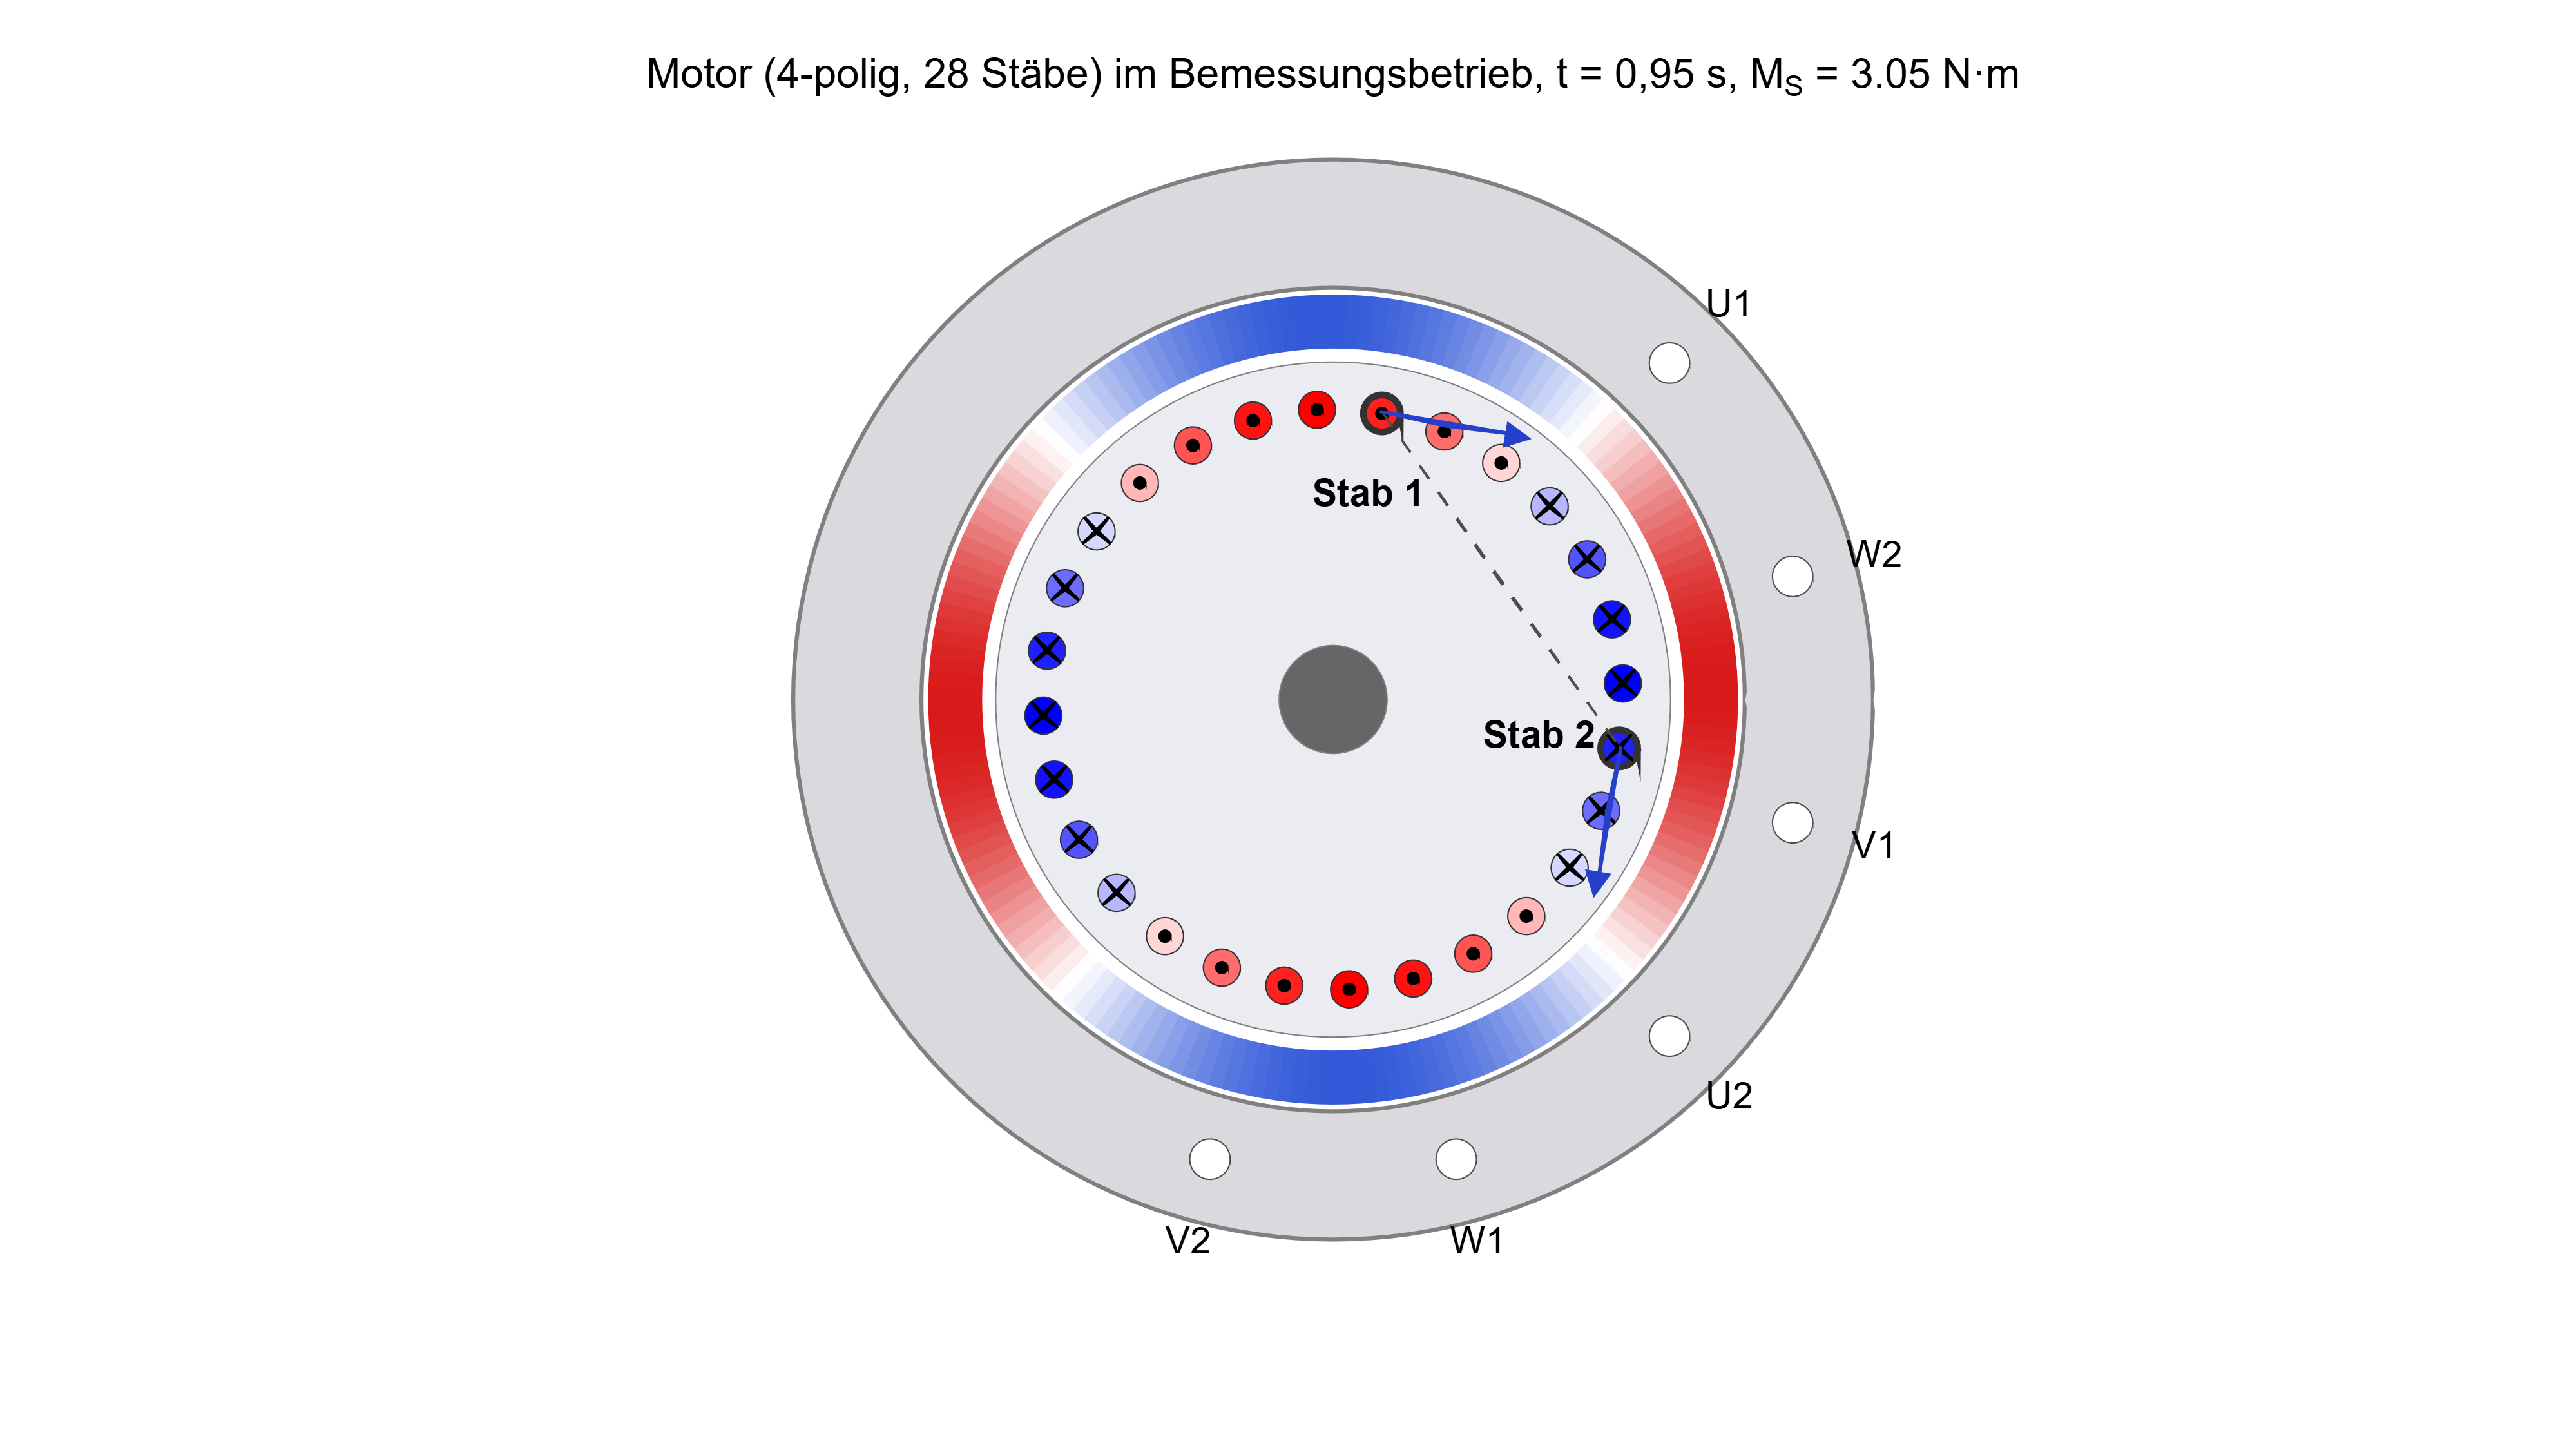 Motor (4-polig, 28 Stäbe) im Bemessungsbetrieb, t = 0,95 s, M_S = 3.05 N·m
U1
W2
Stab 1
Stab 2
V1
U2
V2
W1